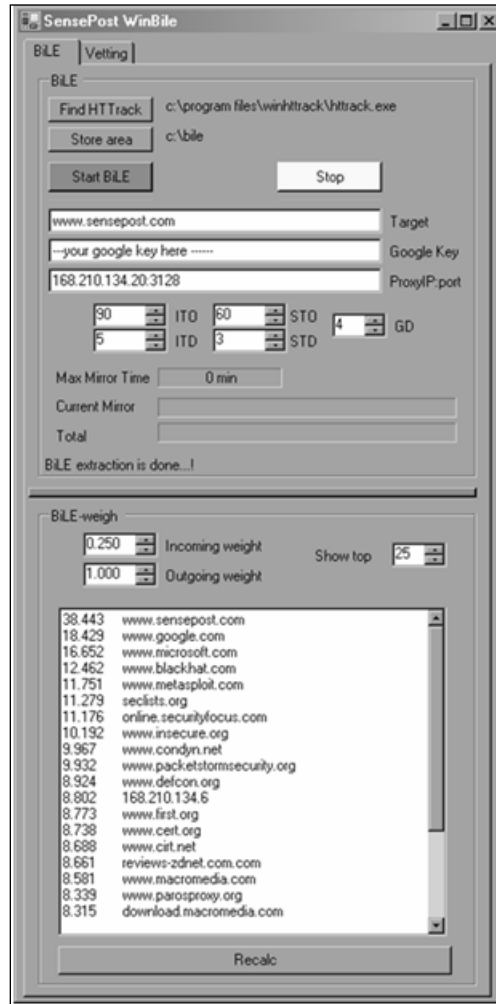 SensePost WinBile
BiLE Vetting
BiLE
Find HTTrack c:\program files\winhttrack\httrack.exe
Store area c:\bile
Start BiLE Stop
www.sensepost.com Target
---your google key here ------ Google Key
168.210.134.20:3128 ProxyIP:port
90 ITO 60 STO 4 GD
5 ITD 3 STD
Max Mirror Time 0 min
Current Mirror
Total
BiLE extraction is done...!
BiLE-weigh
0.250 Incoming weight Show top 25
1.000 Outgoing weight
38.443 www.sensepost.com
18.429 www.google.com
16.652 www.microsoft.com
12.462 www.blackhat.com
11.751 www.metasploit.com
11.279 seclists.org
11.176 online.securityfocus.com
10.192 www.insecure.org
9.967 www.condyn.net
9.932 www.packetstormsecurity.org
8.924 www.defcon.org
8.802 168.210.134.6
8.773 www.first.org
8.738 www.cert.org
8.688 www.cirt.net
8.661 reviews-zdnet.com.com
8.581 www.macromedia.com
8.339 www.parosproxy.org
8.315 download.macromedia.com
Recalc